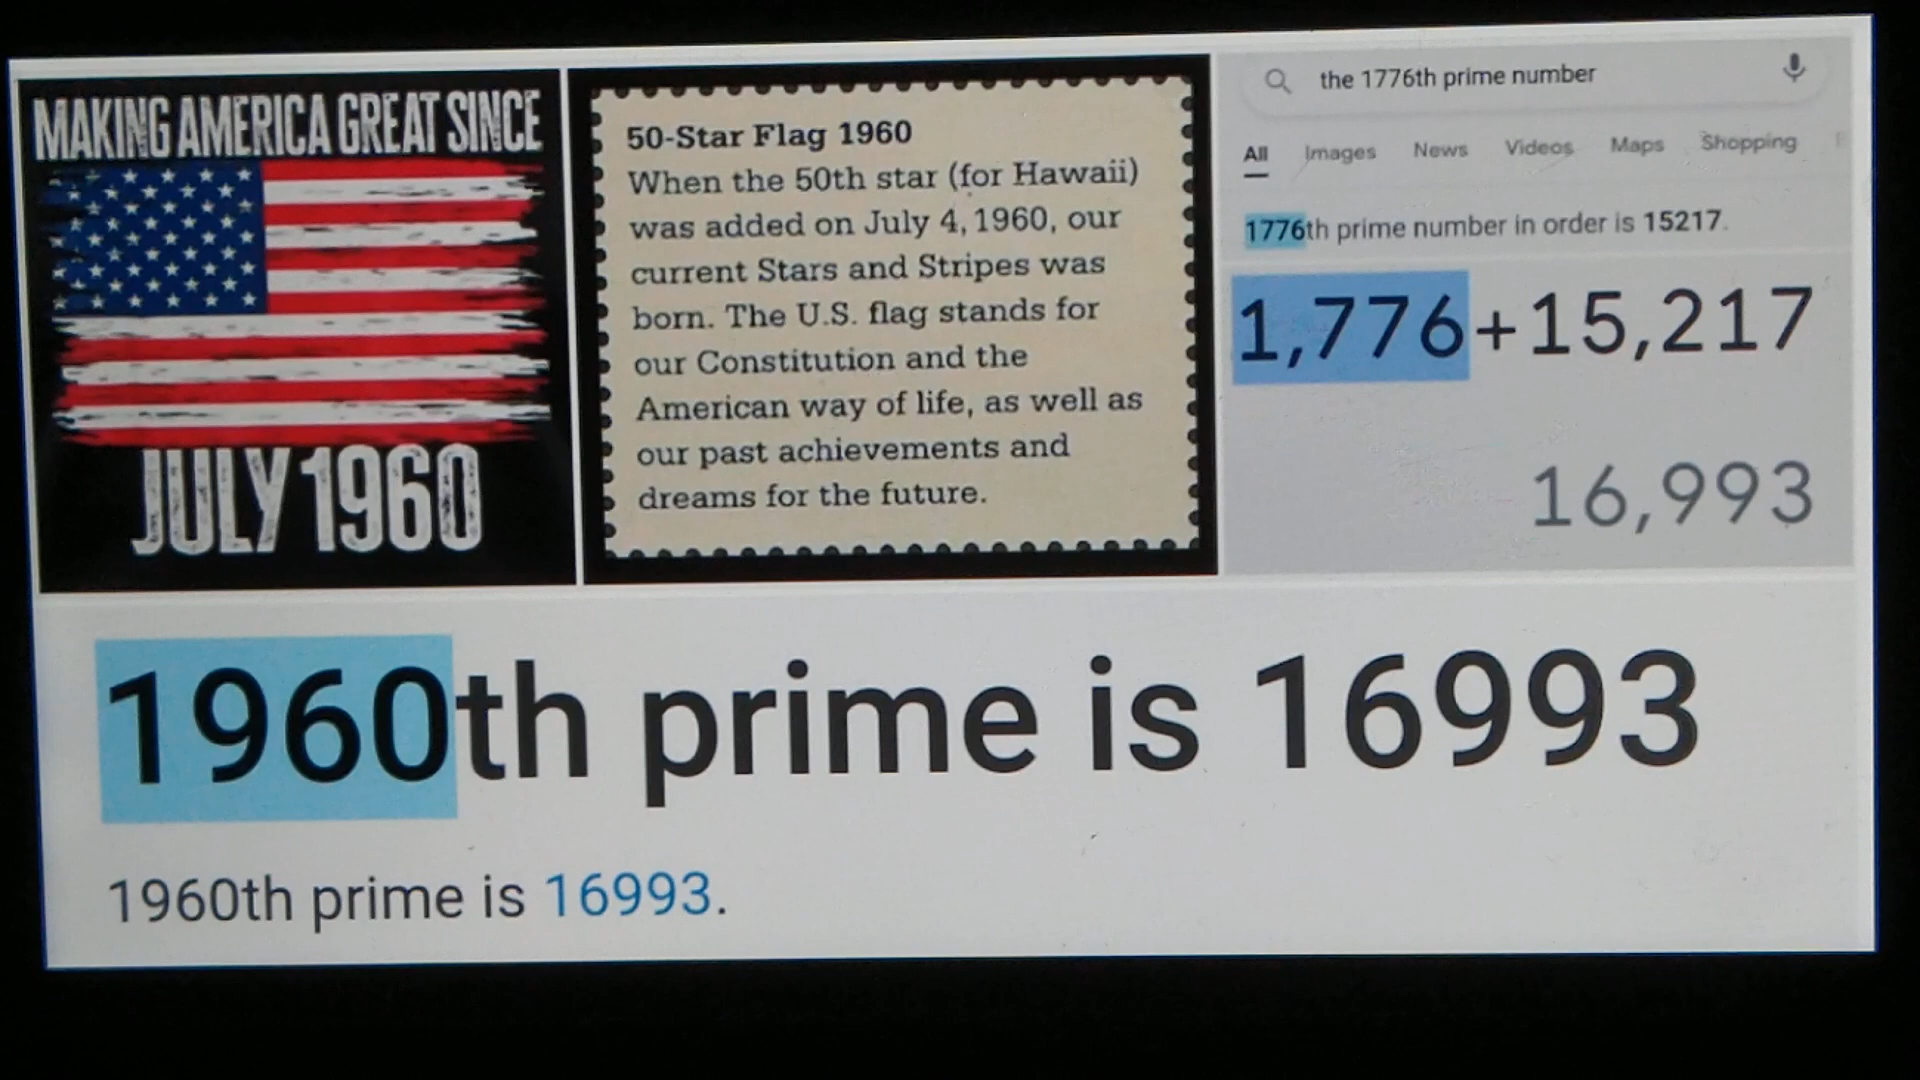 MAKING AMERICA GREAT SINCE
JULY 1960
50-Star Flag 1960
When the 50th star (for Hawaii)
was added on July 4, 1960, our
current Stars and Stripes was
born. The U.S. flag stands for
our Constitution and the
American way of life, as well as
our past achievements and
dreams for the future.
the 1776th prime number
All Images News Videos Maps Shopping
1776th prime number in order is 15217.
1,776+15,217
16,993
1960th prime is 16993
1960th prime is 16993.